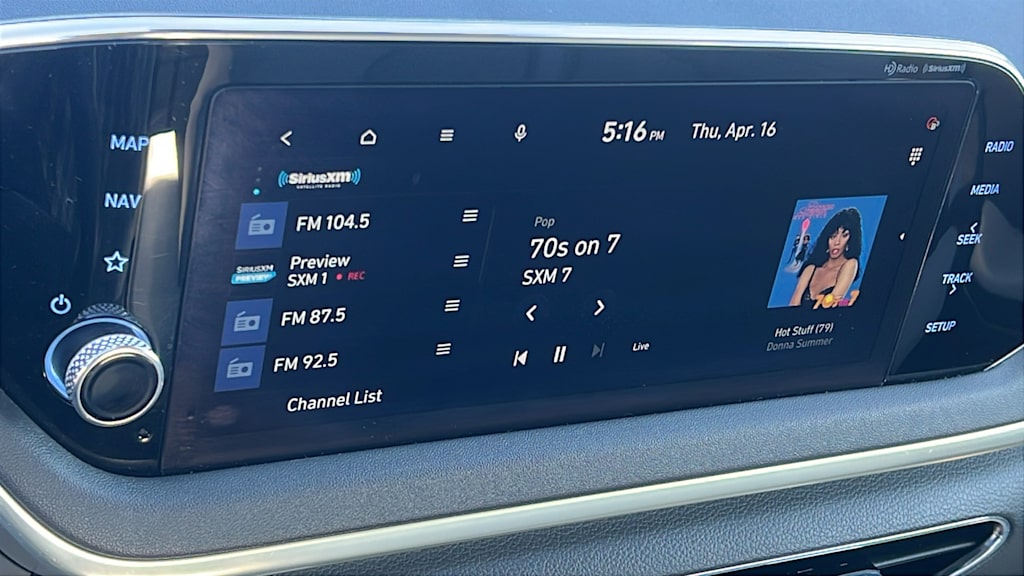 HD Radio ((SiriusXM))
MAP
NAV
5:16 PM Thu, Apr. 16
SiriusXM
SATELLITE RADIO
FM 104.5
SIRIUSXM
PREVIEW
Preview
SXM 1 REC
FM 87.5
FM 92.5
Channel List
Pop
70s on 7
SXM 7
Live
Hot Stuff (79)
Donna Summer
RADIO
MEDIA
SEEK
TRACK
SETUP